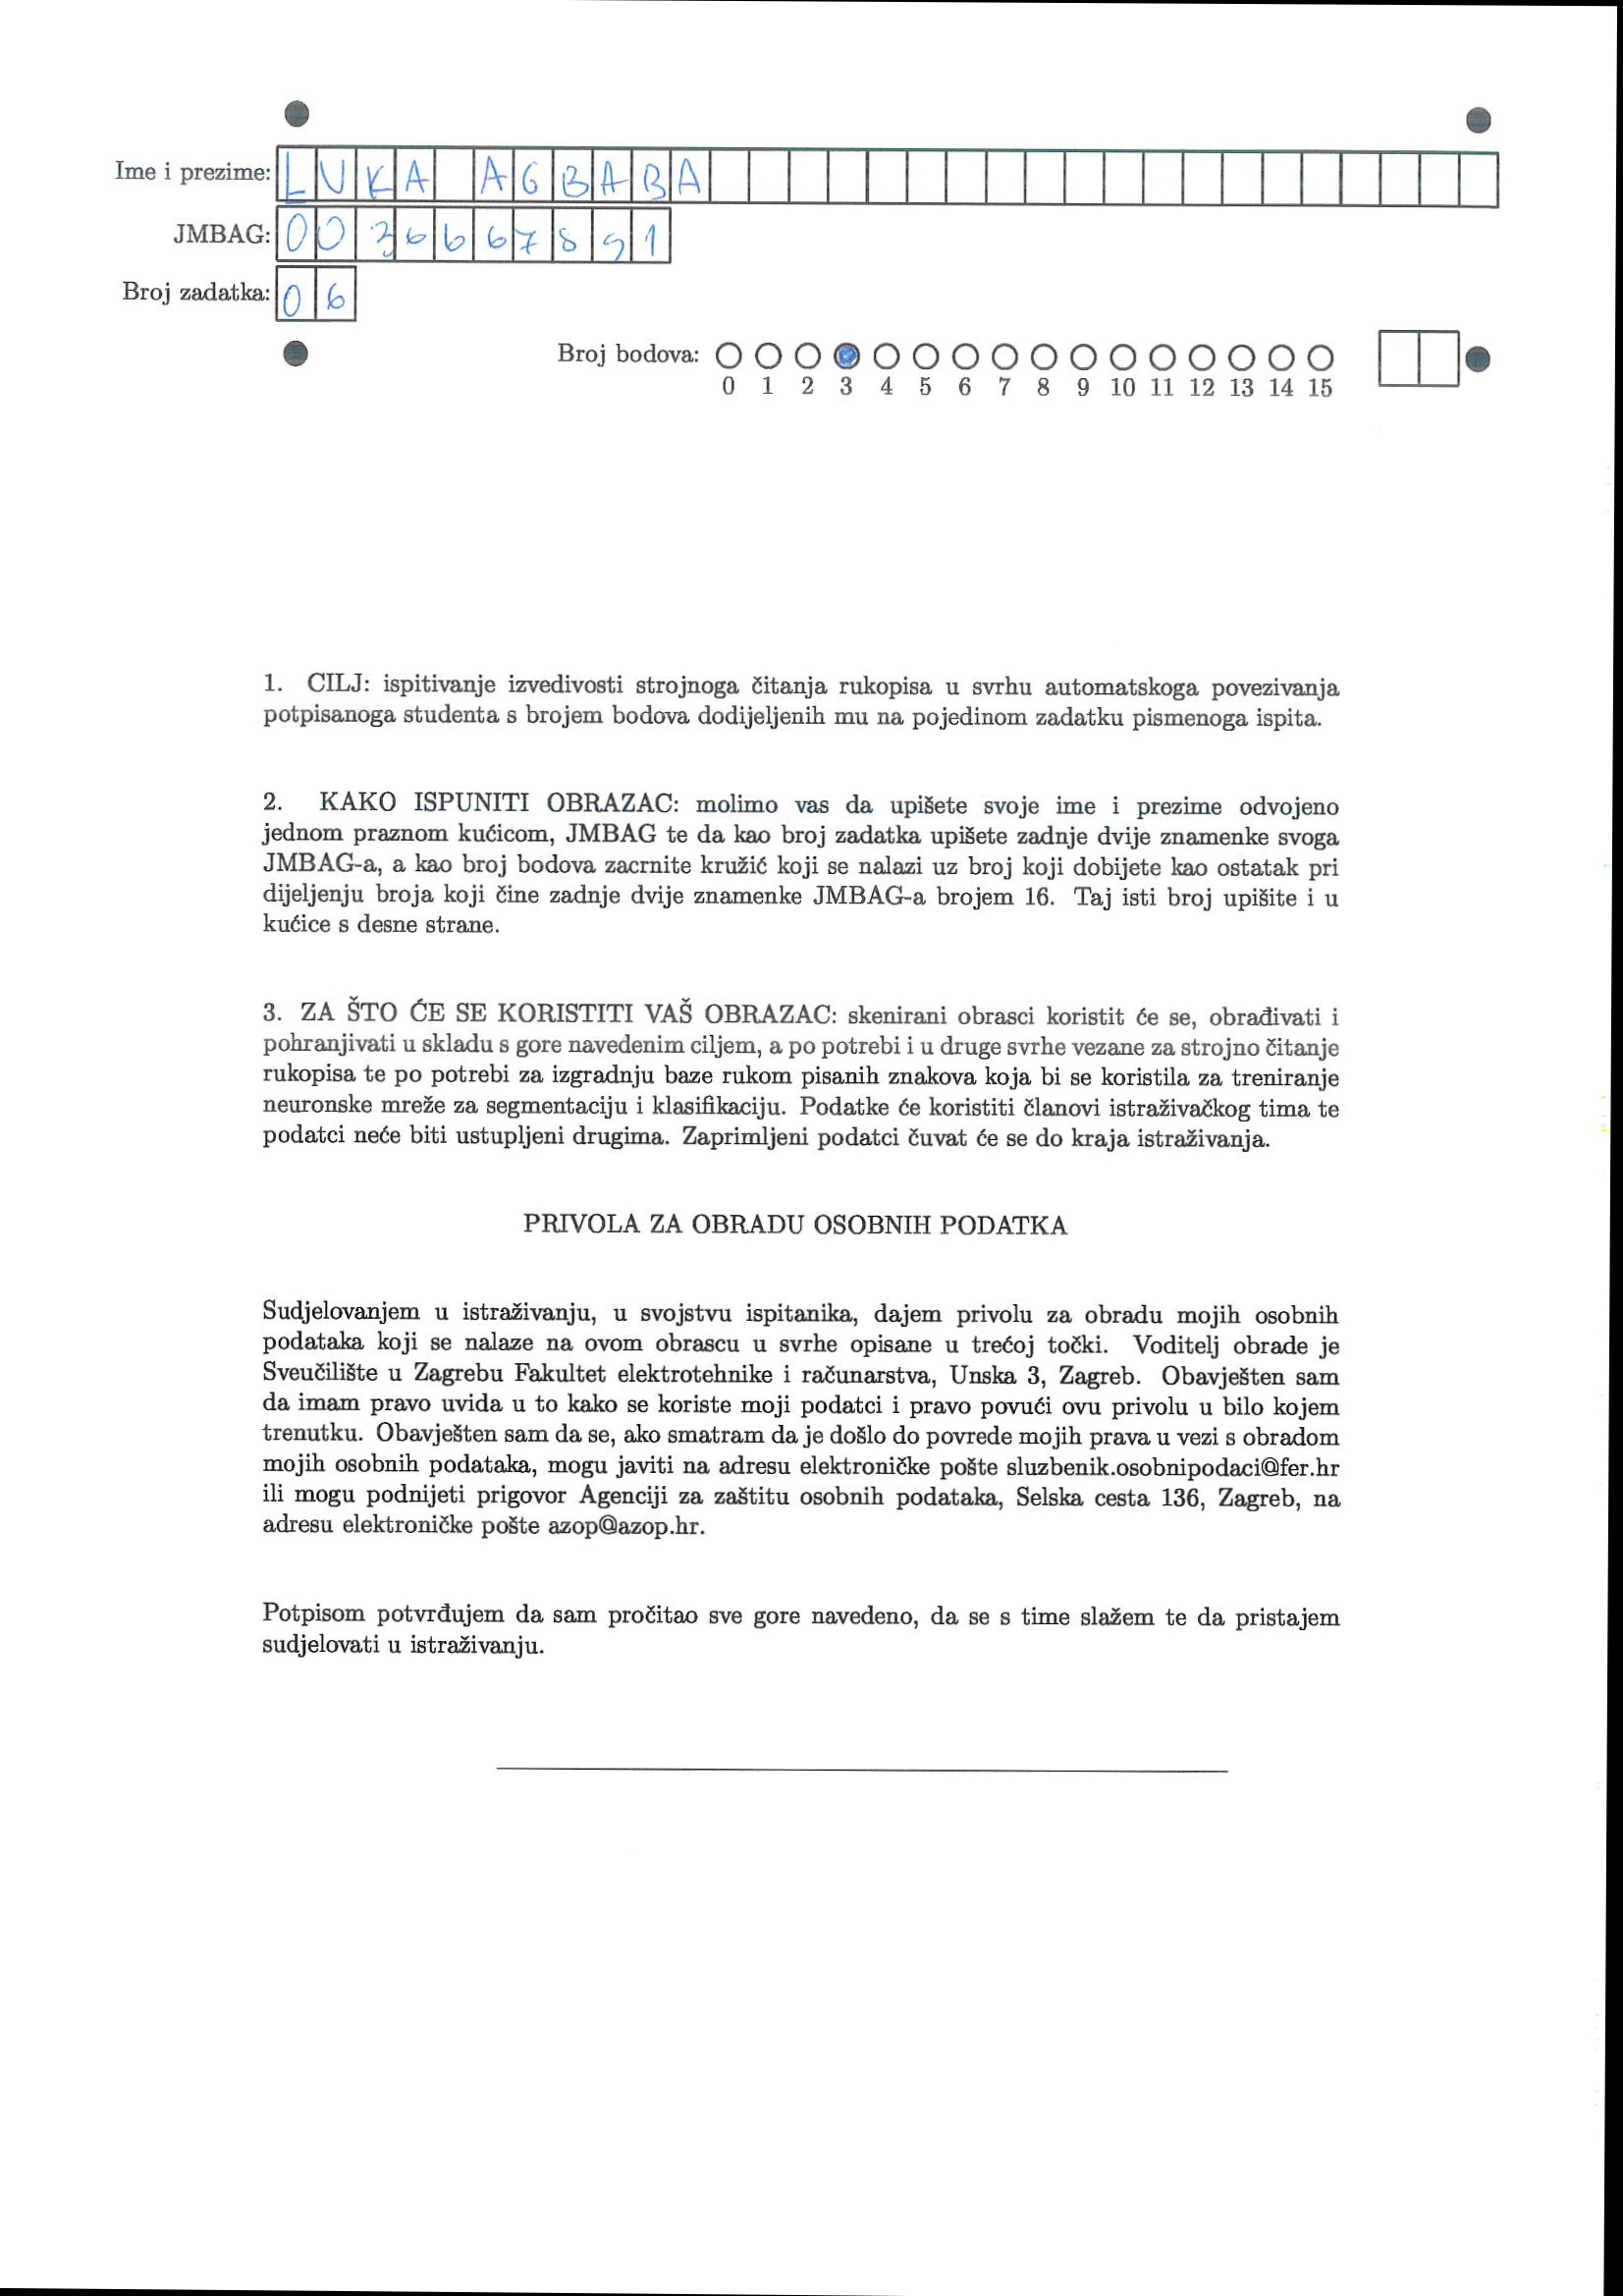 Ime i prezime: LUKA AGBABA
JMBAG: 0036667891
Broj zadatka: 06
Broj bodova:
0 1 2 3 4 5 6 7 8 9 10 11 12 13 14 15
1. CILJ: ispitivanje izvedivosti strojnoga čitanja rukopisa u svrhu automatskoga povezivanja
potpisanoga studenta s brojem bodova dodijeljenih mu na pojedinom zadatku pismenoga ispita.
2. KAKO ISPUNITI OBRAZAC: molimo vas da upišete svoje ime i prezime odvojeno
jednom praznom kućicom, JMBAG te da kao broj zadatka upišete zadnje dvije znamenke svoga
JMBAG-a, a kao broj bodova zacrnite kružić koji se nalazi uz broj koji dobijete kao ostatak pri
dijeljenju broja koji čine zadnje dvije znamenke JMBAG-a brojem 16. Taj isti broj upišite i u
kućice s desne strane.
3. ZA ŠTO ĆE SE KORISTITI VAŠ OBRAZAC: skenirani obrasci koristit će se, obrađivati i
pohranjivati u skladu s gore navedenim ciljem, a po potrebi i u druge svrhe vezane za strojno čitanje
rukopisa te po potrebi za izgradnju baze rukom pisanih znakova koja bi se koristila za treniranje
neuronske mreže za segmentaciju i klasifikaciju. Podatke će koristiti članovi istraživačkog tima te
podatci neće biti ustupljeni drugima. Zaprimljeni podatci čuvat će se do kraja istraživanja.
PRIVOLA ZA OBRADU OSOBNIH PODATKA
Sudjelovanjem u istraživanju, u svojstvu ispitanika, dajem privolu za obradu mojih osobnih
podataka koji se nalaze na ovom obrascu u svrhe opisane u trećoj točki. Voditelj obrade je
Sveučilište u Zagrebu Fakultet elektrotehnike i računarstva, Unska 3, Zagreb. Obavješten sam
da imam pravo uvida u to kako se koriste moji podatci i pravo povući ovu privolu u bilo kojem
trenutku. Obavješten sam da se, ako smatram da je došlo do povrede mojih prava u vezi s obradom
mojih osobnih podataka, mogu javiti na adresu elektroničke pošte sluzbenik.osobnipodaci@fer.hr
ili mogu podnijeti prigovor Agenciji za zaštitu osobnih podataka, Selska cesta 136, Zagreb, na
adresu elektroničke pošte azop@azop.hr.
Potpisom potvrđujem da sam pročitao sve gore navedeno, da se s time slažem te da pristajem
sudjelovati u istraživanju.